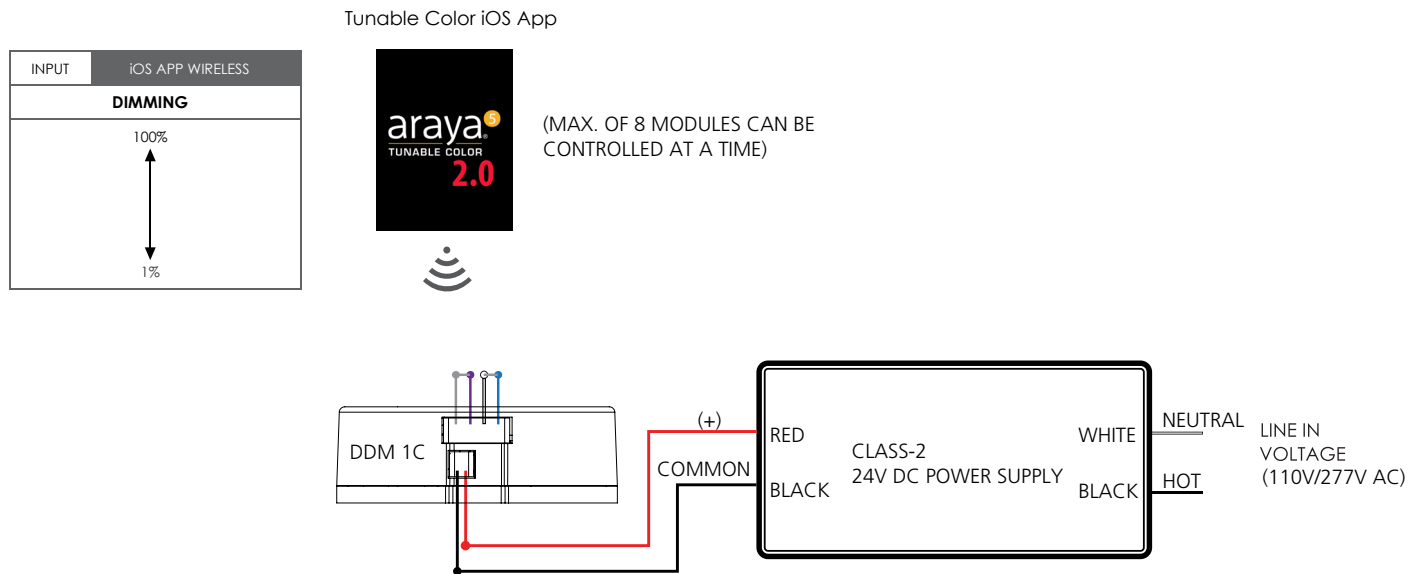 Tunable Color iOS App
INPUT iOS APP WIRELESS
DIMMING
100%
1%
araya 5
TUNABLE COLOR
2.0
(MAX. OF 8 MODULES CAN BE
CONTROLLED AT A TIME)
DDM 1C
(+)
COMMON
RED
BLACK
CLASS-2
24V DC POWER SUPPLY
WHITE
BLACK
NEUTRAL
HOT
LINE IN
VOLTAGE
(110V/277V AC)